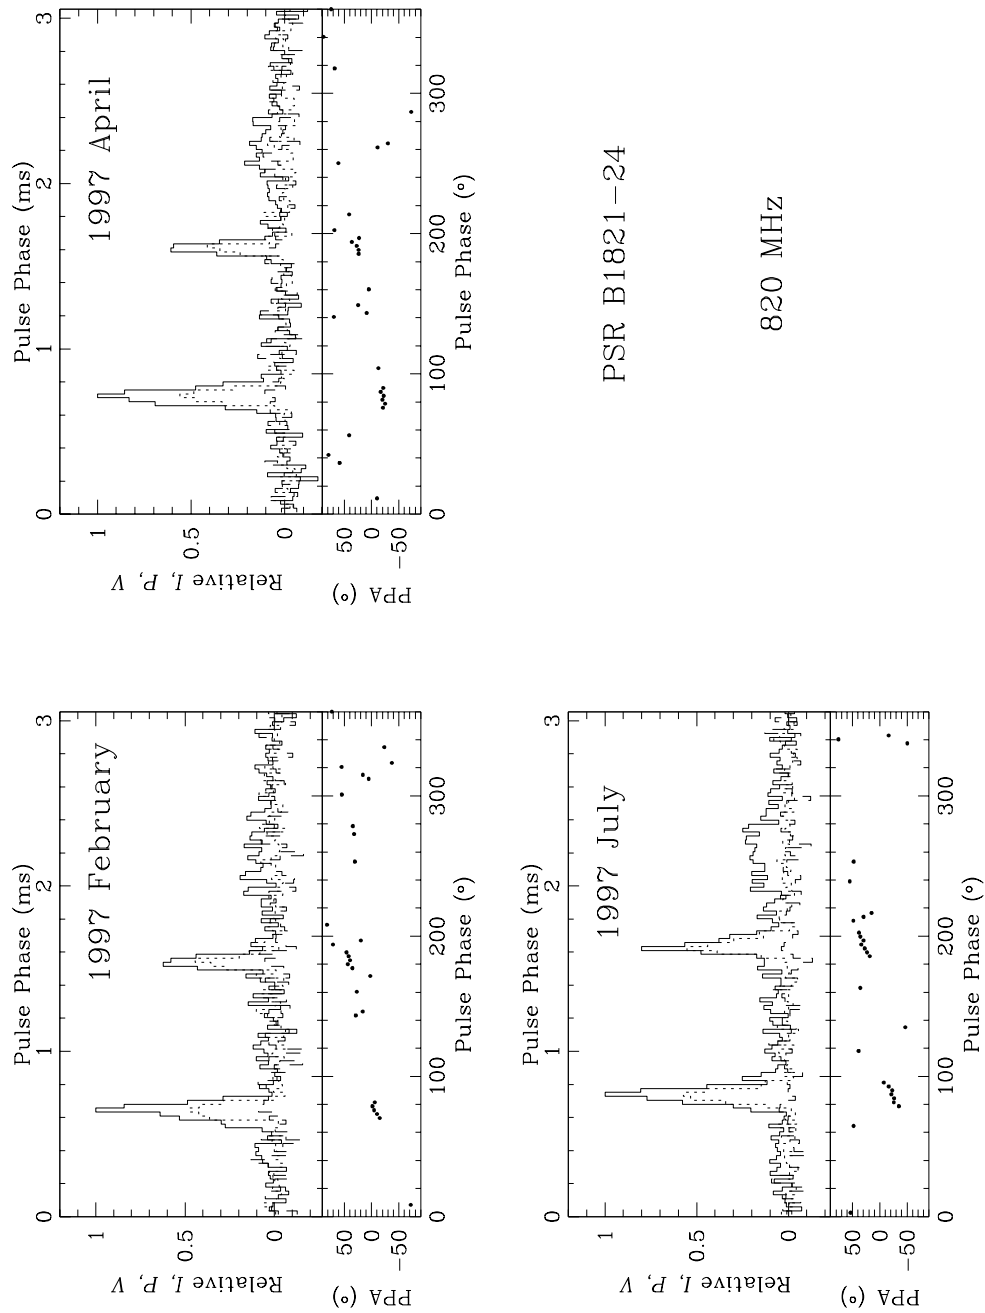 Pulse Phase (ms)
0 1 2 3
1997 February
Relative I, P, V
0 0.5 1
PPA (°)
50 0 −50
0 100 200 300
Pulse Phase (°)
Pulse Phase (ms)
0 1 2 3
1997 April
Relative I, P, V
0 0.5 1
PPA (°)
50 0 −50
0 100 200 300
Pulse Phase (°)
Pulse Phase (ms)
0 1 2 3
1997 July
Relative I, P, V
0 0.5 1
PPA (°)
50 0 −50
0 100 200 300
Pulse Phase (°)
PSR B1821−24
820 MHz